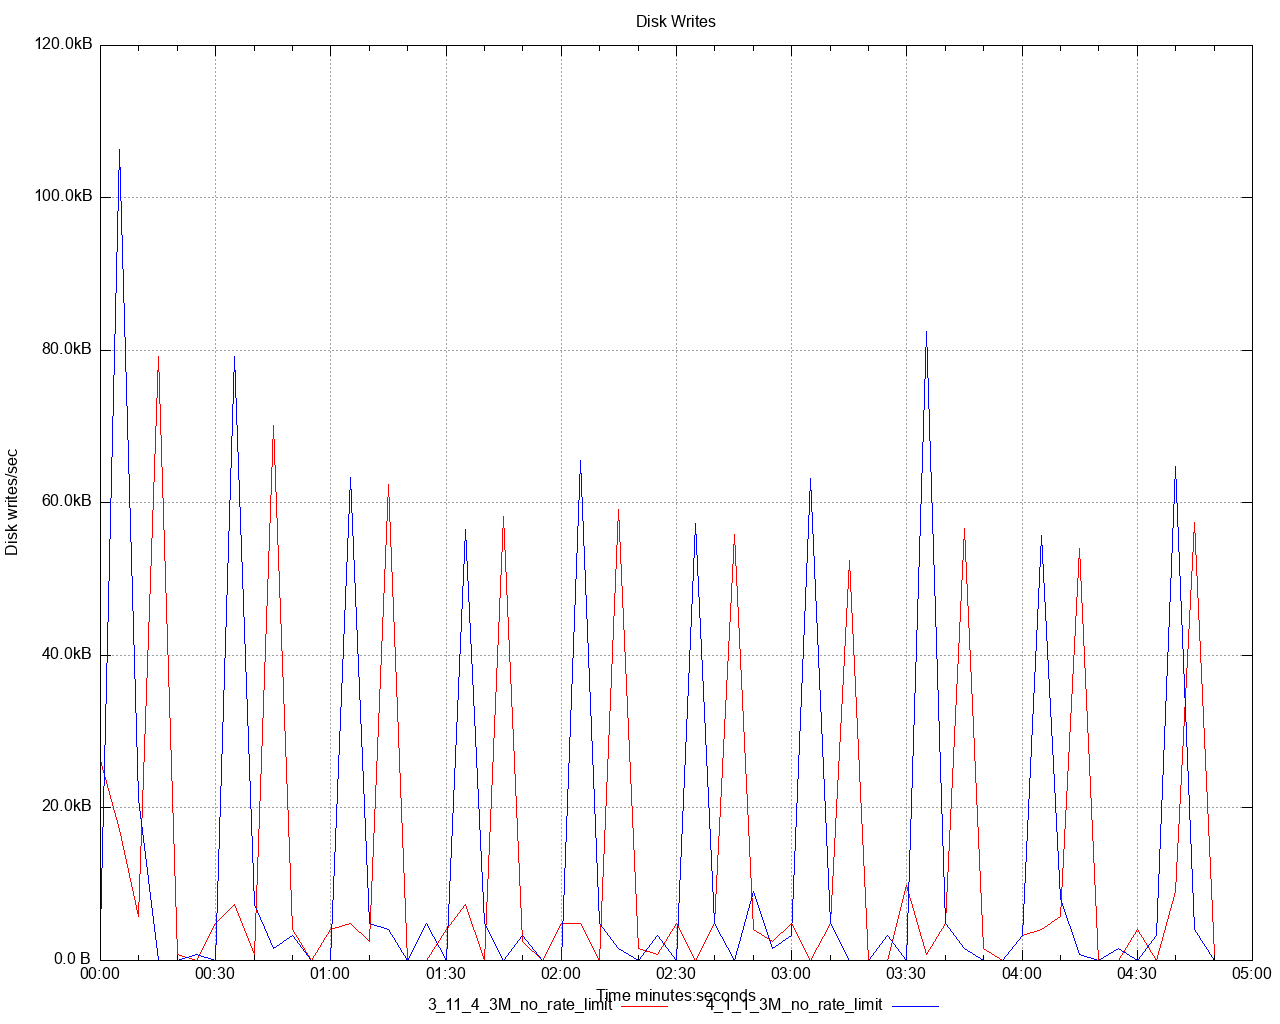 Disk Writes
120.0kB
100.0kB
80.0kB
60.0kB
40.0kB
20.0kB
0.0 B
Disk writes/sec
00:00 00:30 01:00 01:30 02:00 02:30 03:00 03:30 04:00 04:30 05:00
Time minutes:seconds
3_11_4_3M_no_rate_limit 4_1_1_3M_no_rate_limit